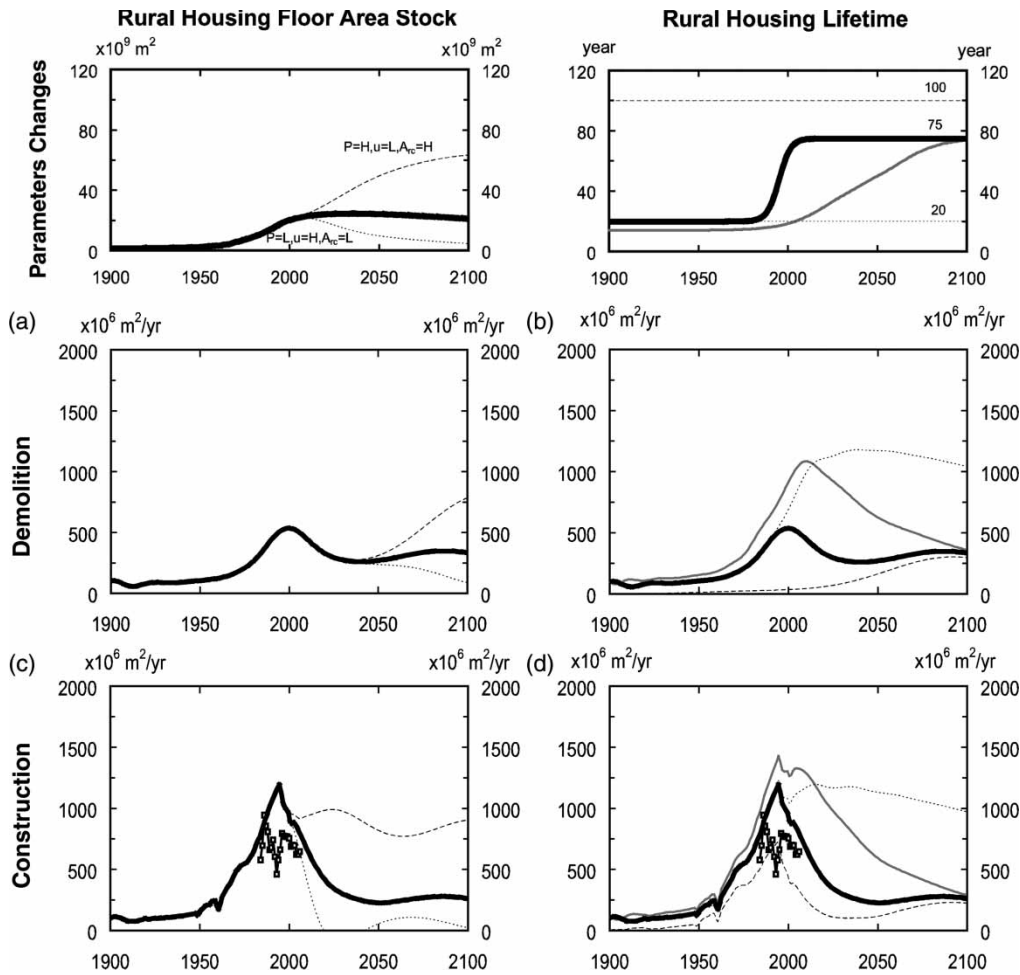 Rural Housing Floor Area Stock
Rural Housing Lifetime
x10⁹ m²
x10⁹ m²
year
year
Parameters Changes
120
80
40
0
P=H,u=L,Aᵣc=H
P=L,u=H,Aᵣc=L
120
80
40
0
1900 1950 2000 2050 2100
120
80
40
0
100
75
20
120
80
40
0
1900 1950 2000 2050 2100
(a)
x10⁶ m²/yr
x10⁶ m²/yr
(b)
x10⁶ m²/yr
x10⁶ m²/yr
Demolition
2000
1500
1000
500
0
2000
1500
1000
500
0
1900 1950 2000 2050 2100
2000
1500
1000
500
0
2000
1500
1000
500
0
1900 1950 2000 2050 2100
(c)
x10⁶ m²/yr
x10⁶ m²/yr
(d)
x10⁶ m²/yr
x10⁶ m²/yr
Construction
2000
1500
1000
500
0
2000
1500
1000
500
0
1900 1950 2000 2050 2100
2000
1500
1000
500
0
2000
1500
1000
500
0
1900 1950 2000 2050 2100